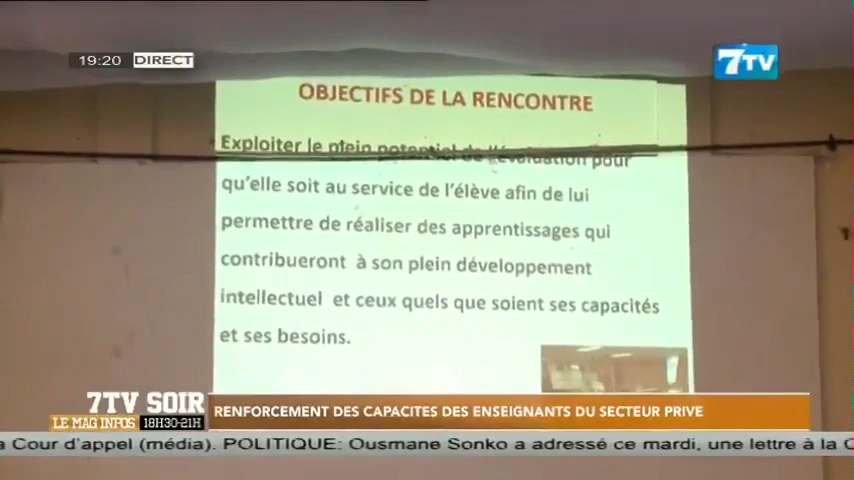 19:20 DIRECT
7TV
OBJECTIFS DE LA RENCONTRE
Exploiter le plein potentiel de l'évaluation pour
qu'elle soit au service de l'élève afin de lui
permettre de réaliser des apprentissages qui
contribueront à son plein développement
intellectuel et ceux quels que soient ses capacités
et ses besoins.
7TV SOIR
LE MAG INFOS 18H30-21H
RENFORCEMENT DES CAPACITES DES ENSEIGNANTS DU SECTEUR PRIVE
a Cour d'appel (média). POLITIQUE: Ousmane Sonko a adressé ce mardi, une lettre à la C